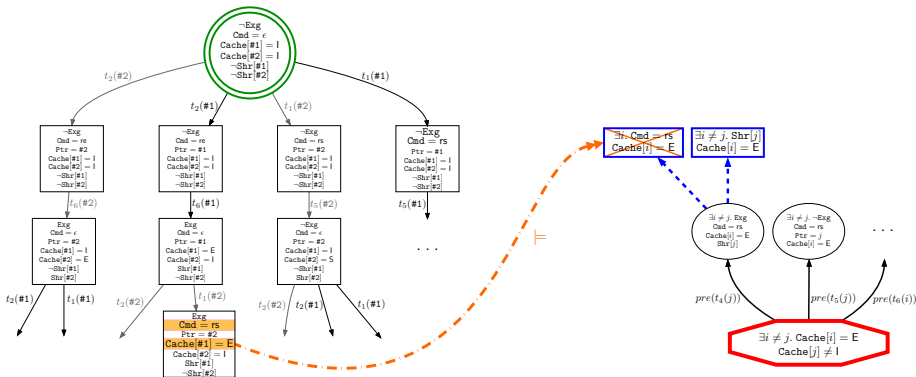 ¬Exg
Cmd = ϵ
Cache[#1] = I
Cache[#2] = I
¬Shr[#1]
¬Shr[#2]
t₂(#2)
t₂(#1)
t₁(#2)
t₁(#1)
¬Exg
Cmd = re
Ptr = #2
Cache[#1] = I
Cache[#2] = I
¬Shr[#1]
¬Shr[#2]
¬Exg
Cmd = re
Ptr = #1
Cache[#1] = I
Cache[#2] = I
¬Shr[#1]
¬Shr[#2]
¬Exg
Cmd = rs
Ptr = #2
Cache[#1] = I
Cache[#2] = I
¬Shr[#1]
¬Shr[#2]
¬Exg
Cmd = rs
Ptr = #1
Cache[#1] = I
Cache[#2] = I
¬Shr[#1]
¬Shr[#2]
t₆(#2)
t₆(#1)
t₅(#2)
t₅(#1)
Exg
Cmd = ϵ
Ptr = #2
Cache[#1] = I
Cache[#2] = E
¬Shr[#1]
Shr[#2]
Exg
Cmd = ϵ
Ptr = #1
Cache[#1] = E
Cache[#2] = I
Shr[#1]
¬Shr[#2]
¬Exg
Cmd = ϵ
Ptr = #2
Cache[#1] = I
Cache[#2] = S
¬Shr[#1]
Shr[#2]
. . .
t₂(#1)
t₁(#1)
t₂(#2)
t₁(#2)
t₂(#2)
t₂(#1)
t₁(#1)
Exg
Cmd = rs
Ptr = #2
Cache[#1] = E
Cache[#2] = I
Shr[#1]
¬Shr[#2]
⊨
∃i. Cmd = rs
Cache[i] = E
∃i ≠ j. Shr[j]
Cache[i] = E
∃i ≠ j. Exg
Cmd = rs
Cache[i] = E
Shr[j]
∃i ≠ j. ¬Exg
Cmd = rs
Ptr = j
Cache[i] = E
. . .
pre(t₄(j))
pre(t₅(j))
pre(t₆(i))
∃i ≠ j. Cache[i] = E
Cache[j] ≠ I